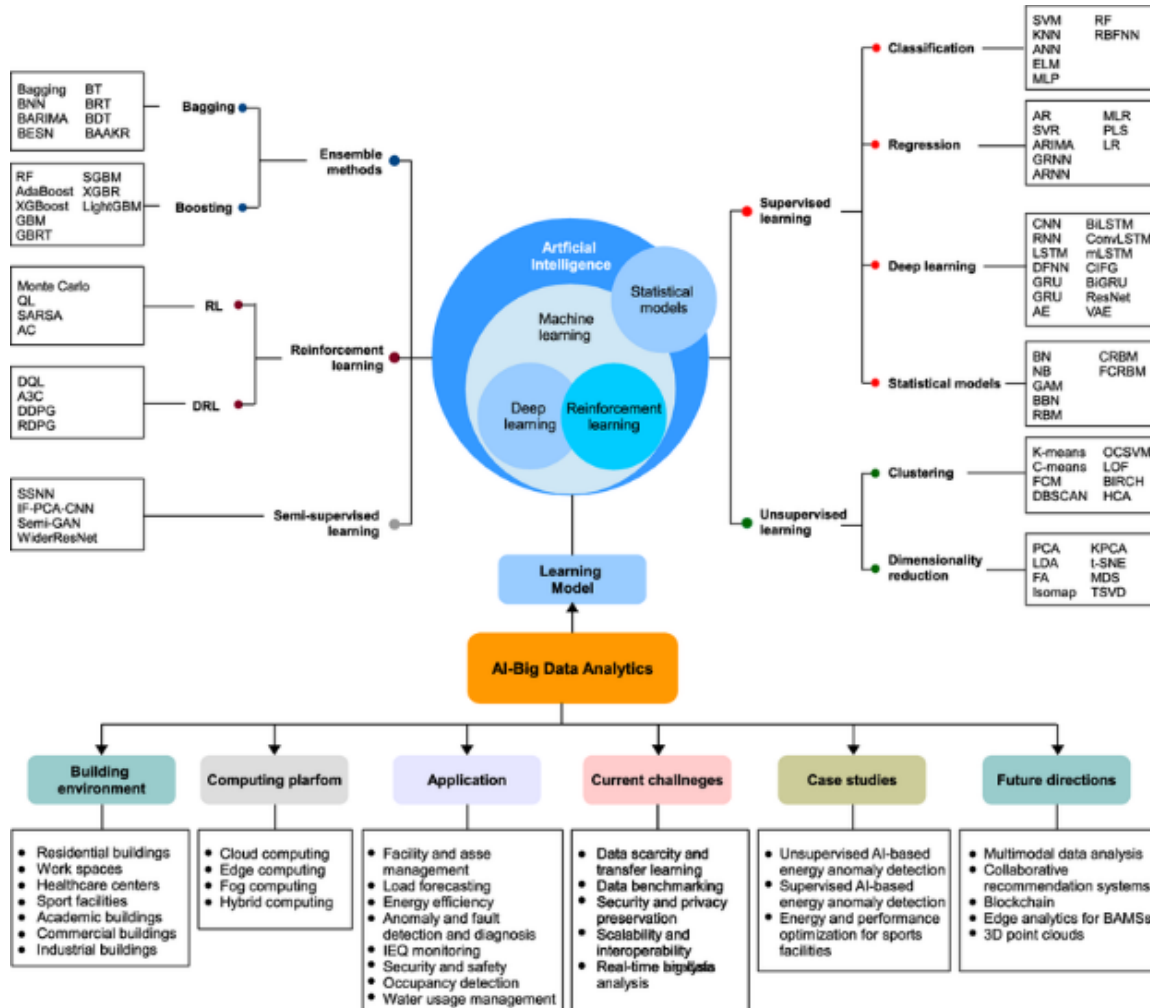 Bagging BT
BNN BRT
BARIMA BDT
BESN BAAKR
Bagging
RF SGBM
AdaBoost XGBR
XGBoost LightGBM
GBM
GBRT
Boosting
Ensemble
methods
Monte Carlo
QL
SARSA
AC
RL
DQL
A3C
DDPG
RDPG
DRL
Reinforcement
learning
SSNN
IF-PCA-CNN
Semi-GAN
WiderResNet
Semi-supervised
learning
Artficial
Intelligence
Statistical
models
Machine
learning
Deep
learning
Reinforcement
learning
Supervised
learning
Classification
SVM RF
KNN RBFNN
ANN
ELM
MLP
Regression
AR MLR
SVR PLS
ARIMA LR
GRNN
ARNN
Deep learning
CNN BiLSTM
RNN ConvLSTM
LSTM mLSTM
DFNN CIFG
GRU BiGRU
GRU ResNet
AE VAE
Statistical models
BN CRBM
NB FCRBM
GAM
BBN
RBM
Unsupervised
learning
Clustering
K-means OCSVM
C-means LOF
FCM BIRCH
DBSCAN HCA
Dimensionality
reduction
PCA KPCA
LDA t-SNE
FA MDS
Isomap TSVD
Learning
Model
AI-Big Data Analytics
Building
environment
Computing plarfom
Application
Current challneges
Case studies
Future directions
• Residential buildings
• Work spaces
• Healthcare centers
• Sport facilities
• Academic buildings
• Commercial buildings
• Industrial buildings
• Cloud computing
• Edge computing
• Fog computing
• Hybrid computing
• Facility and asse
management
• Load forecasting
• Energy efficiency
• Anomaly and fault
detection and diagnosis
• IEQ monitoring
• Security and safety
• Occupancy detection
• Water usage management
• Data scarcity and
transfer learning
• Data benchmarking
• Security and privacy
preservation
• Scalability and
interoperability
• Real-time
analysis
• Unsupervised AI-based
energy anomaly detection
• Supervised AI-based
energy anomaly detection
• Energy and performance
optimization for sports
facilities
• Multimodal data analysis
• Collaborative
recommendation systems
• Blockchain
• Edge analytics for BAMSs
• 3D point clouds